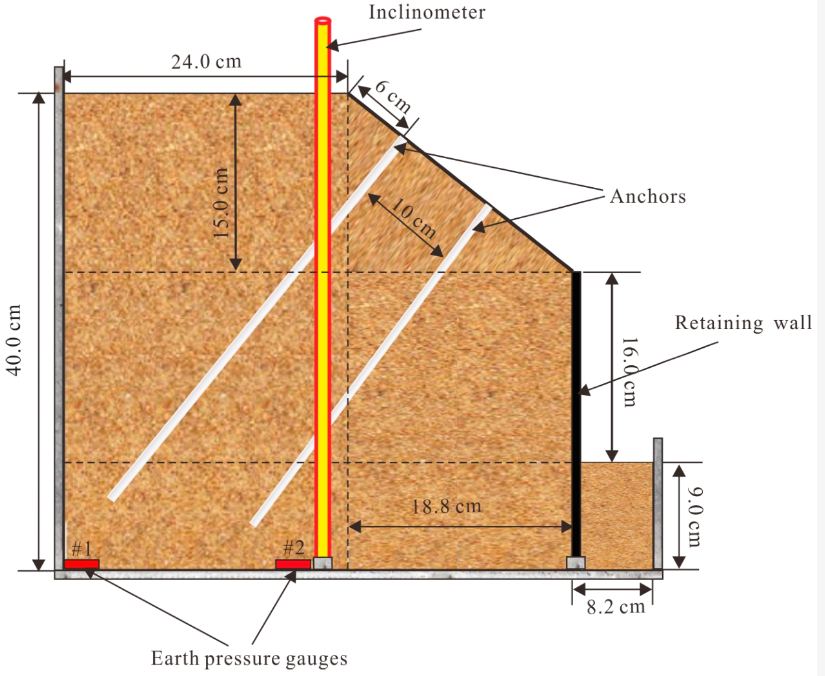 Inclinometer
24.0 cm
6 cm
15.0 cm
10 cm
Anchors
40.0 cm
16.0 cm
Retaining wall
18.8 cm
9.0 cm
#1
#2
8.2 cm
Earth pressure gauges